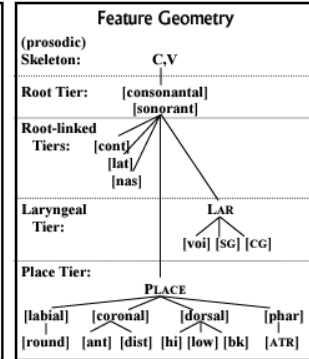 Feature Geometry
(prosodic)
Skeleton: C,V
Root Tier: [consonantal]
[sonorant]
Root-linked
Tiers: [cont]
[lat]
[nas]
Laryngeal LAR
Tier:
[voi] [SG] [CG]
Place Tier:
PLACE
[labial] [coronal] [dorsal] [phar]
[round] [ant] [dist] [hi] [low] [bk] [ATR]